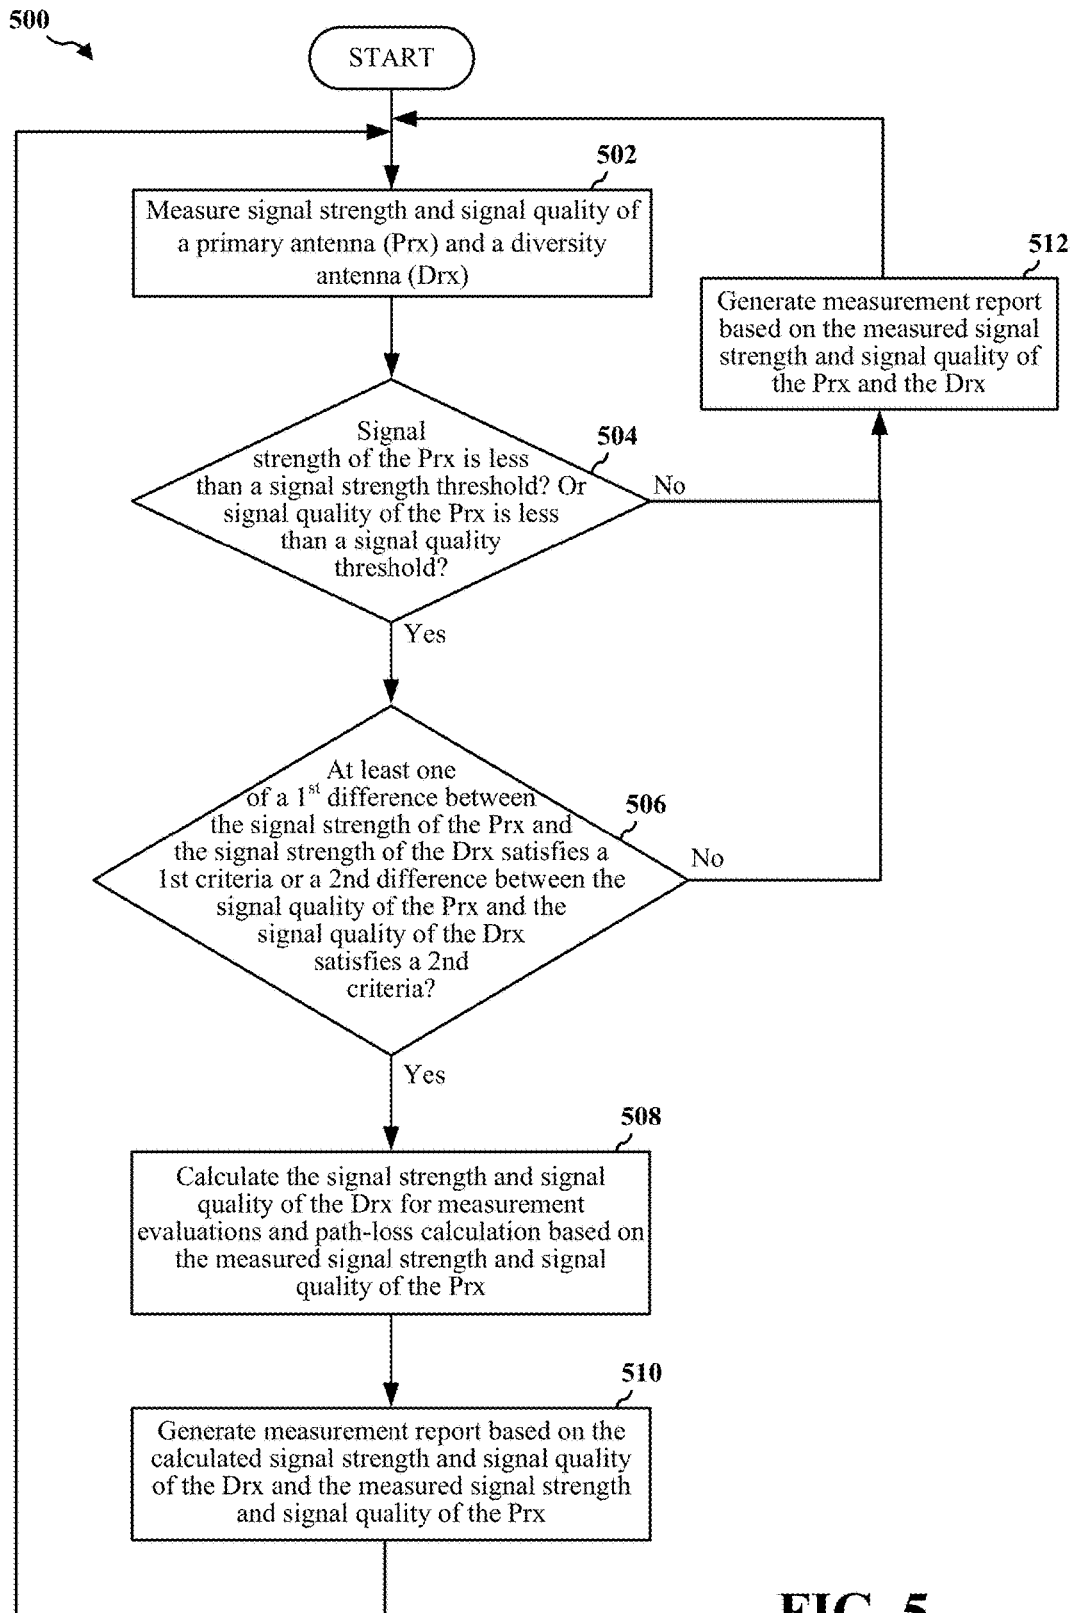 500
START
502
Measure signal strength and signal quality of
a primary antenna (Prx) and a diversity
antenna (Drx)
512
Generate measurement report
based on the measured signal
strength and signal quality of
the Prx and the Drx
504
Signal
strength of the Prx is less
than a signal strength threshold? Or
signal quality of the Prx is less
than a signal quality
threshold?
No
Yes
506
At least one
of a 1st difference between
the signal strength of the Prx and
the signal strength of the Drx satisfies a
1st criteria or a 2nd difference between the
signal quality of the Prx and the
signal quality of the Drx
satisfies a 2nd
criteria?
No
Yes
508
Calculate the signal strength and signal
quality of the Drx for measurement
evaluations and path-loss calculation based on
the measured signal strength and signal
quality of the Prx
510
Generate measurement report based on the
calculated signal strength and signal quality
of the Drx and the measured signal strength
and signal quality of the Prx
FIG. 5